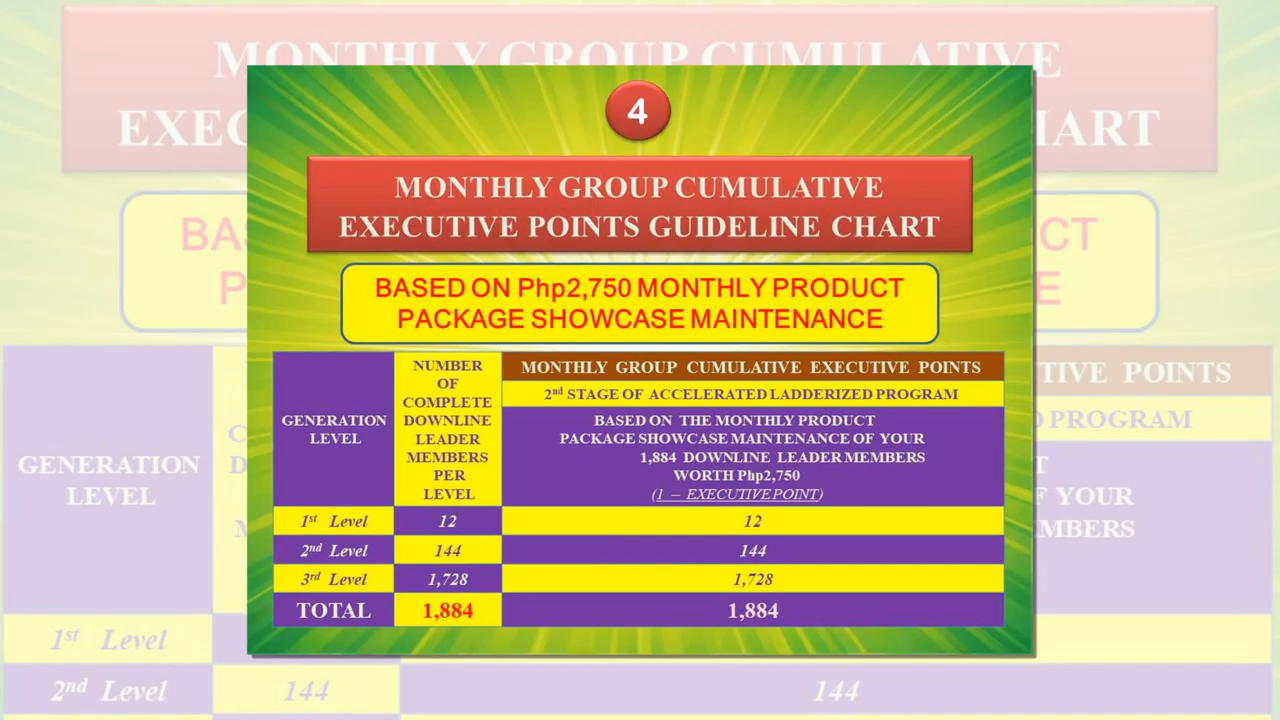 4
MONTHLY GROUP CUMULATIVE
EXECUTIVE POINTS GUIDELINE CHART
BASED ON Php2,750 MONTHLY PRODUCT
PACKAGE SHOWCASE MAINTENANCE
GENERATION
LEVEL
NUMBER
OF
COMPLETE
DOWNLINE
LEADER
MEMBERS
PER
LEVEL
MONTHLY GROUP CUMULATIVE EXECUTIVE POINTS
2nd STAGE OF ACCELERATED LADDERIZED PROGRAM
BASED ON THE MONTHLY PRODUCT
PACKAGE SHOWCASE MAINTENANCE OF YOUR
1,884 DOWNLINE LEADER MEMBERS
WORTH Php2,750
(1 – EXECUTIVE POINT)
1st Level 12 12
2nd Level 144 144
3rd Level 1,728 1,728
TOTAL 1,884 1,884